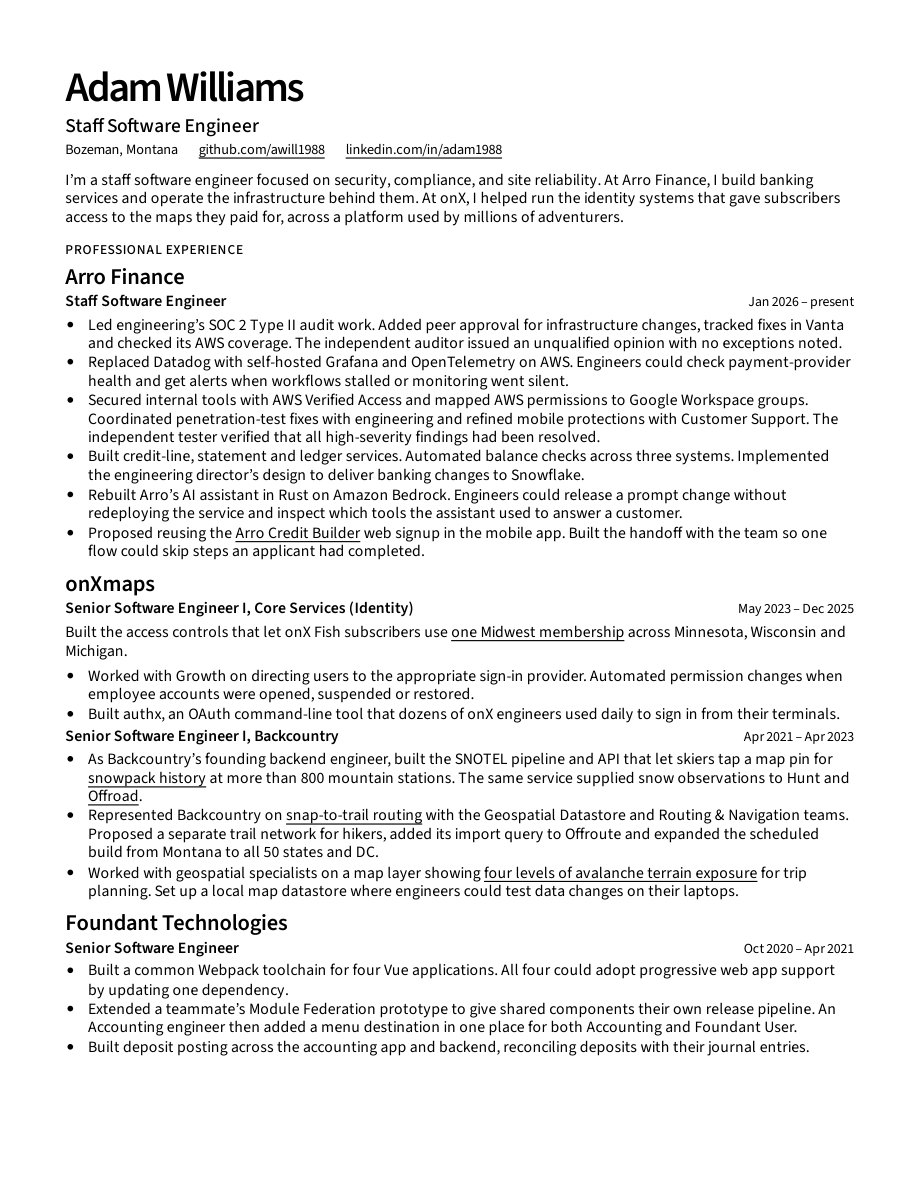 Adam Williams
Staff Software Engineer
Bozeman, Montana github.com/awill1988 linkedin.com/in/adam1988
I’m a staff software engineer focused on security, compliance, and site reliability. At Arro Finance, I build banking
services and operate the infrastructure behind them. At onX, I helped run the identity systems that gave subscribers
access to the maps they paid for, across a platform used by millions of adventurers.
PROFESSIONAL EXPERIENCE
Arro Finance
Staff Software Engineer Jan 2026 – present
• Led engineering’s SOC 2 Type II audit work. Added peer approval for infrastructure changes, tracked fixes in Vanta
and checked its AWS coverage. The independent auditor issued an unqualified opinion with no exceptions noted.
• Replaced Datadog with self-hosted Grafana and OpenTelemetry on AWS. Engineers could check payment-provider
health and get alerts when workflows stalled or monitoring went silent.
• Secured internal tools with AWS Verified Access and mapped AWS permissions to Google Workspace groups.
Coordinated penetration-test fixes with engineering and refined mobile protections with Customer Support. The
independent tester verified that all high-severity findings had been resolved.
• Built credit-line, statement and ledger services. Automated balance checks across three systems. Implemented
the engineering director’s design to deliver banking changes to Snowflake.
• Rebuilt Arro’s AI assistant in Rust on Amazon Bedrock. Engineers could release a prompt change without
redeploying the service and inspect which tools the assistant used to answer a customer.
• Proposed reusing the Arro Credit Builder web signup in the mobile app. Built the handoff with the team so one
flow could skip steps an applicant had completed.
onXmaps
Senior Software Engineer I, Core Services (Identity) May 2023 – Dec 2025
Built the access controls that let onX Fish subscribers use one Midwest membership across Minnesota, Wisconsin and
Michigan.
• Worked with Growth on directing users to the appropriate sign-in provider. Automated permission changes when
employee accounts were opened, suspended or restored.
• Built authx, an OAuth command-line tool that dozens of onX engineers used daily to sign in from their terminals.
Senior Software Engineer I, Backcountry Apr 2021 – Apr 2023
• As Backcountry’s founding backend engineer, built the SNOTEL pipeline and API that let skiers tap a map pin for
snowpack history at more than 800 mountain stations. The same service supplied snow observations to Hunt and
Offroad.
• Represented Backcountry on snap-to-trail routing with the Geospatial Datastore and Routing & Navigation teams.
Proposed a separate trail network for hikers, added its import query to Offroute and expanded the scheduled
build from Montana to all 50 states and DC.
• Worked with geospatial specialists on a map layer showing four levels of avalanche terrain exposure for trip
planning. Set up a local map datastore where engineers could test data changes on their laptops.
Foundant Technologies
Senior Software Engineer Oct 2020 – Apr 2021
• Built a common Webpack toolchain for four Vue applications. All four could adopt progressive web app support
by updating one dependency.
• Extended a teammate’s Module Federation prototype to give shared components their own release pipeline. An
Accounting engineer then added a menu destination in one place for both Accounting and Foundant User.
• Built deposit posting across the accounting app and backend, reconciling deposits with their journal entries.